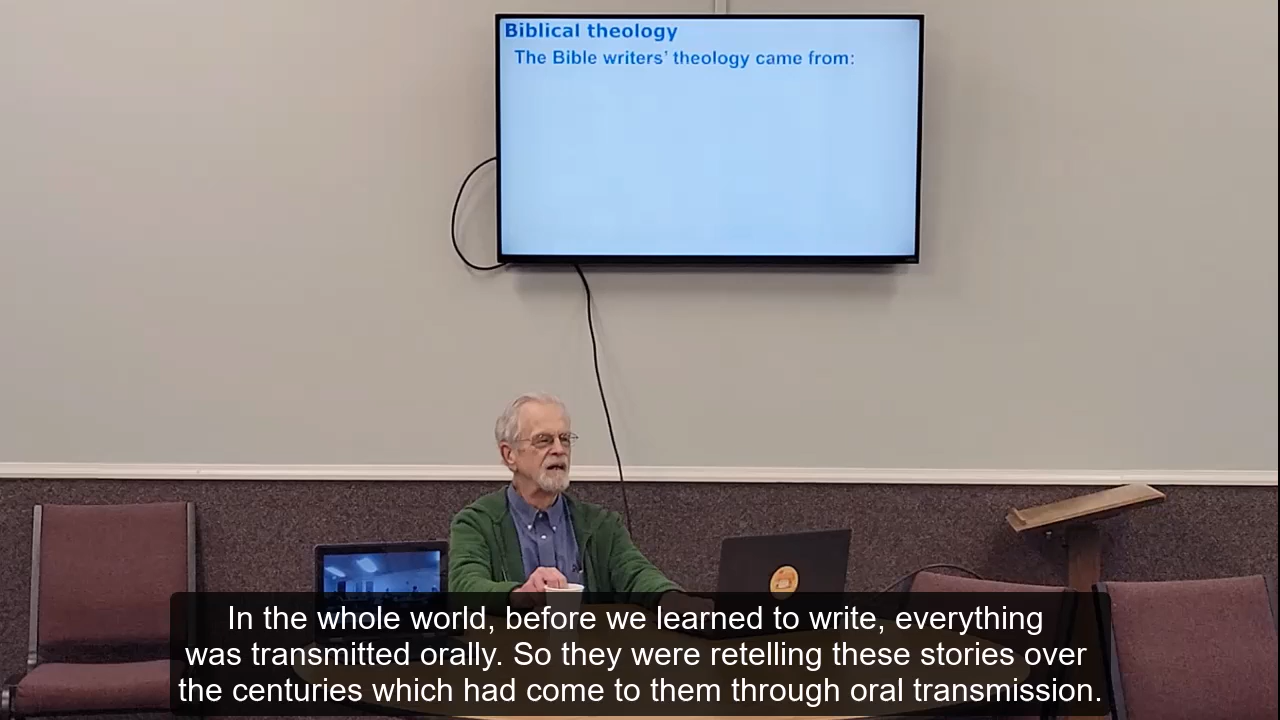 Biblical theology
The Bible writers’ theology came from:
In the whole world, before we learned to write, everything
was transmitted orally. So they were retelling these stories over
the centuries which had come to them through oral transmission.